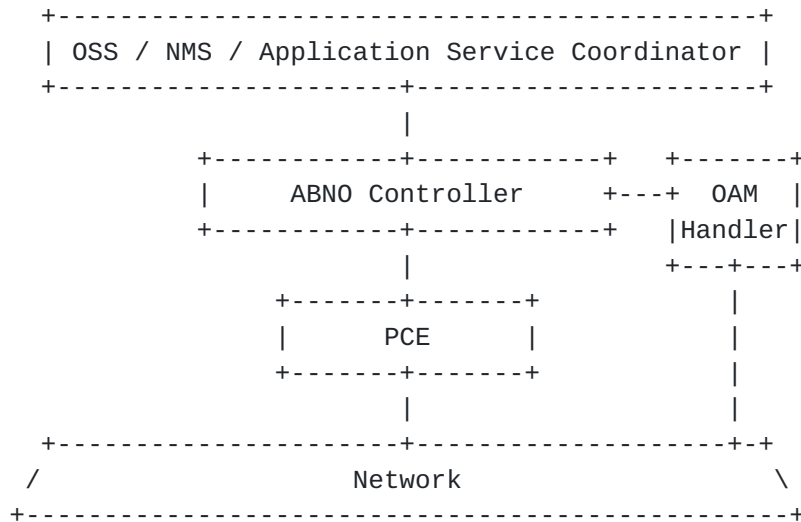 OSS / NMS / Application Service Coordinator
ABNO Controller OAM
Handler
PCE
Network